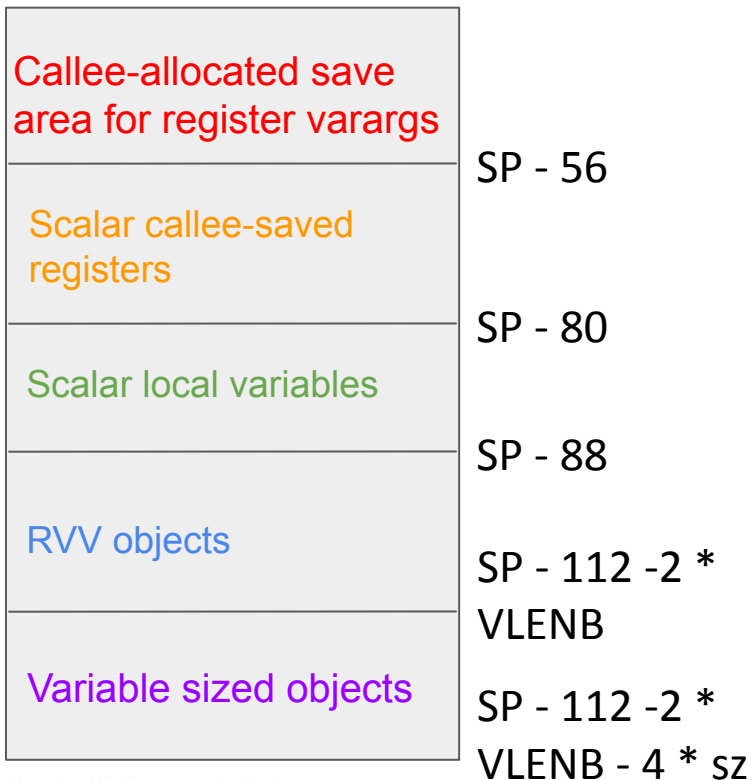 Callee-allocated save
area for register varargs
SP - 56
Scalar callee-saved
registers
SP - 80
Scalar local variables
SP - 88
RVV objects
SP - 112 -2 *
VLENB
Variable sized objects
SP - 112 -2 *
VLENB - 4 * sz